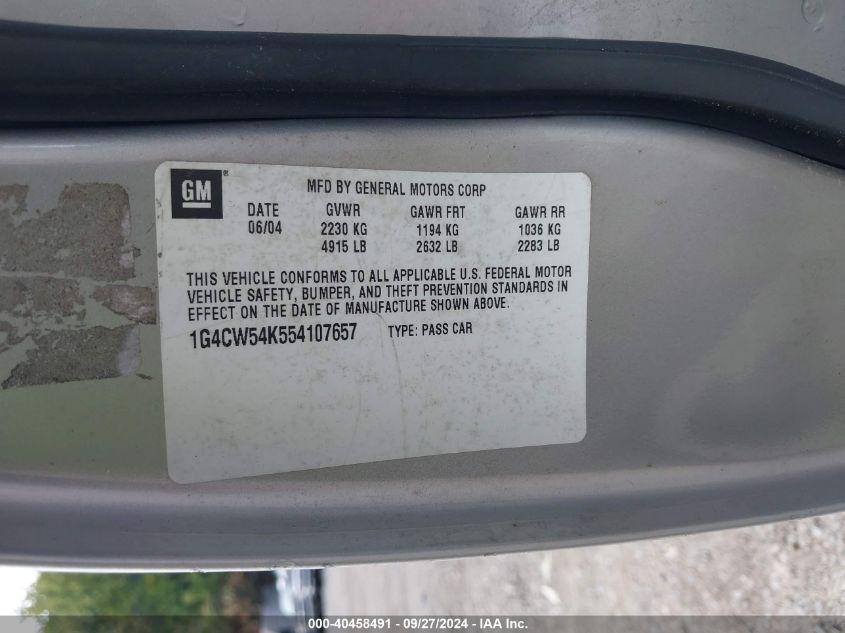 GM®
MFD BY GENERAL MOTORS CORP
DATE GVWR GAWR FRT GAWR RR
06/04 2230 KG 1194 KG 1036 KG
4915 LB 2632 LB 2283 LB
THIS VEHICLE CONFORMS TO ALL APPLICABLE U.S. FEDERAL MOTOR
VEHICLE SAFETY, BUMPER, AND THEFT PREVENTION STANDARDS IN
EFFECT ON THE DATE OF MANUFACTURE SHOWN ABOVE.
1G4CW54K554107657 TYPE: PASS CAR
000-40458491 - 09/27/2024 - IAA Inc.